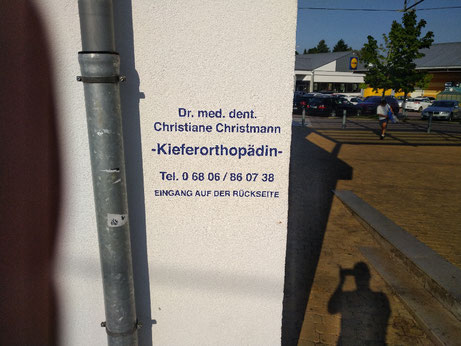 Dr. med. dent.
Christiane Christmann
-Kieferorthopädin-
Tel. 0 68 06 / 86 07 38
EINGANG AUF DER RÜCKSEITE